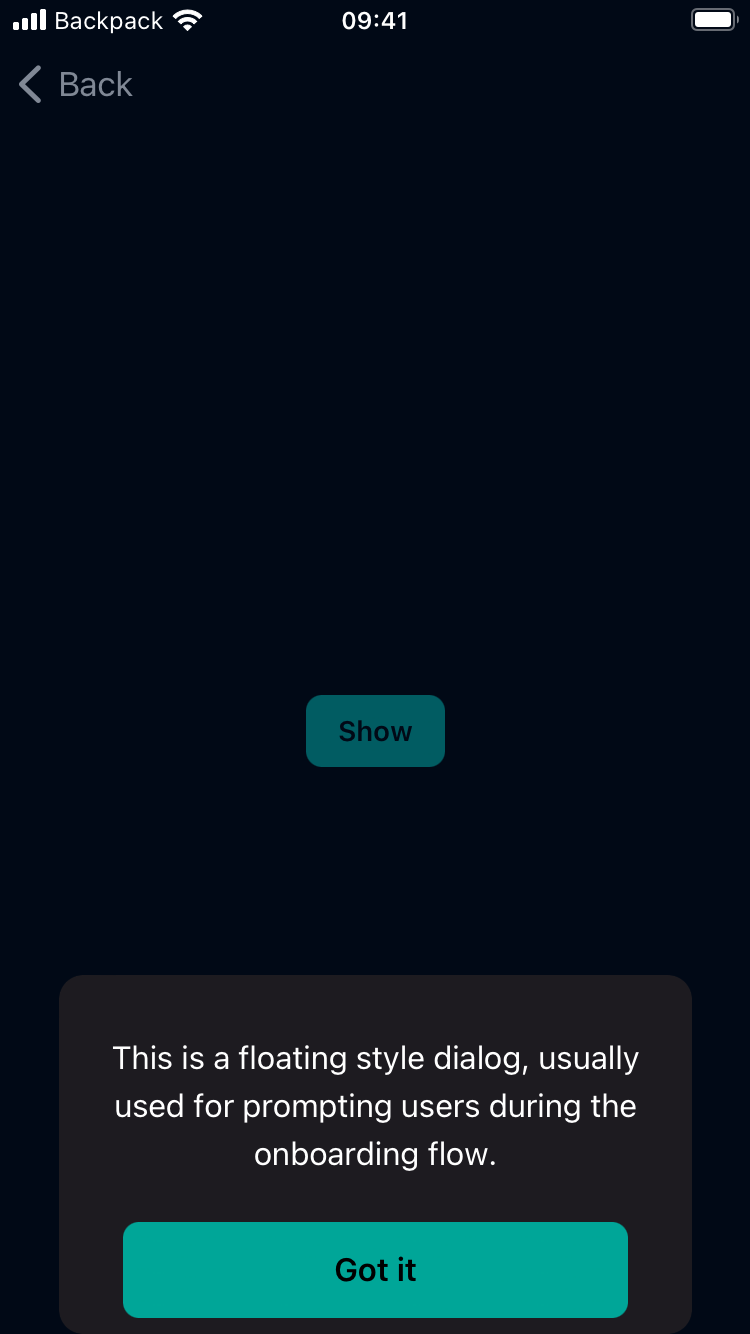 Backpack 09:41
Back
Show
This is a floating style dialog, usually
used for prompting users during the
onboarding flow.
Got it